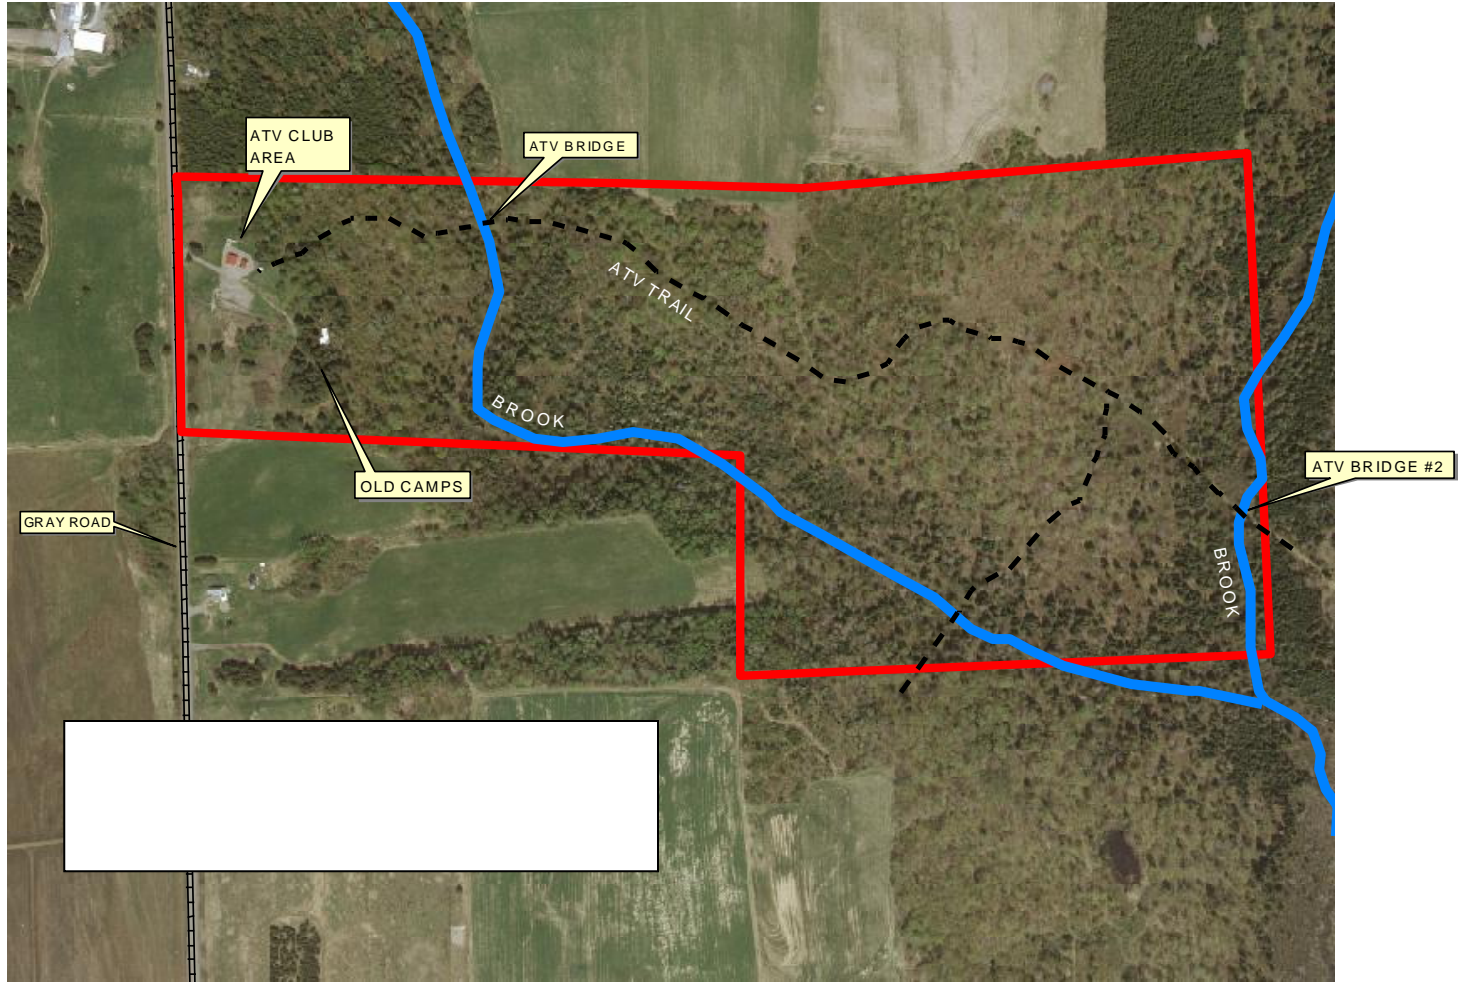 ATV CLUB
AREA
ATV BRIDGE
ATV TRAIL
BROOK
OLD CAMPS
ATV BRIDGE #2
GRAY ROAD
BROOK